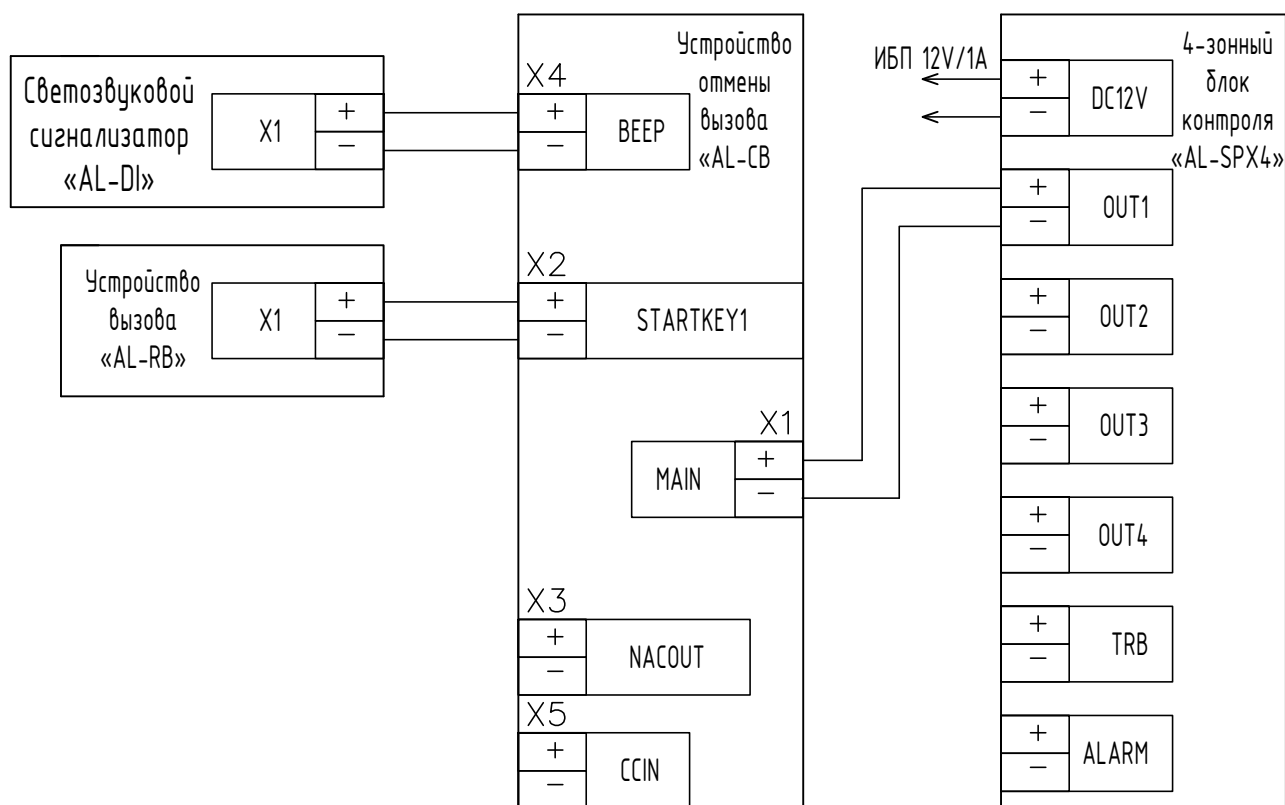 Светозвуковой
сигнализатор
«AL-DI»
X1
+
−
Устройство
вызова
«AL-RB»
X1
+
−
Устройство
отмены
вызова
«AL-CB
X4
+
−
BEEP
X2
+
−
STARTKEY1
X1
MAIN
+
−
X3
+
−
NACOUT
X5
+
−
CCIN
ИБП 12V/1A
4-зонный
блок
контроля
«AL-SPX4»
+
−
DC12V
+
−
OUT1
+
−
OUT2
+
−
OUT3
+
−
OUT4
+
−
TRB
+
−
ALARM